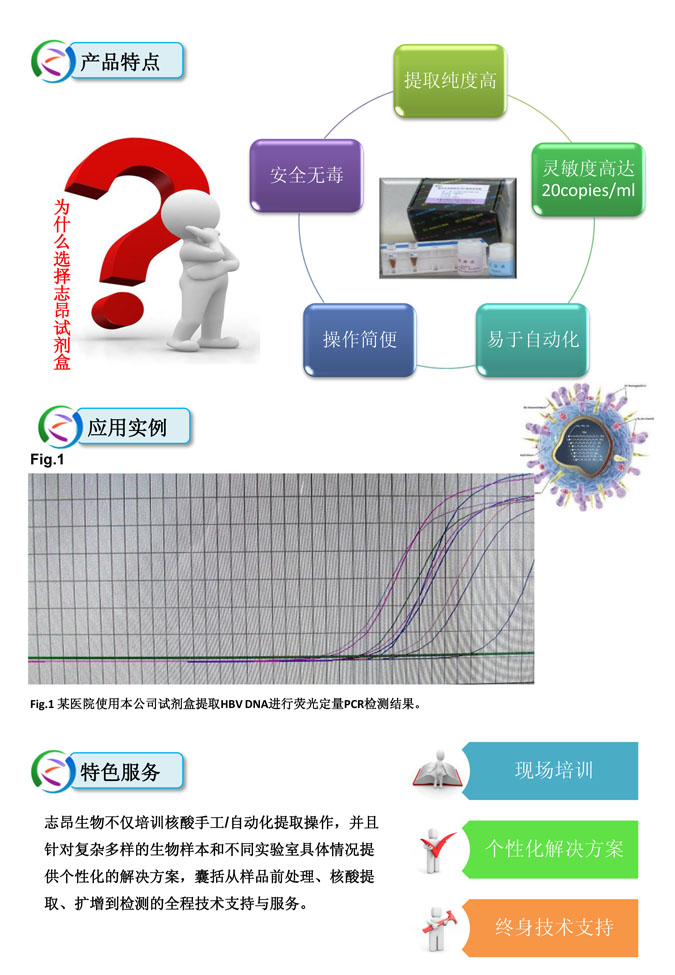 产品特点
提取纯度高
安全无毒
灵敏度高达
20copies/ml
为什么选择志昂试剂盒
操作简便
易于自动化
应用实例
Fig.1
Fig.1 某医院使用本公司试剂盒提取HBV DNA进行荧光定量PCR检测结果。
特色服务
现场培训
志昂生物不仅培训核酸手工/自动化提取操作，并且
针对复杂多样的生物样本和不同实验室具体情况提
供个性化的解决方案，囊括从样品前处理、核酸提
取、扩增到检测的全程技术支持与服务。
个性化解决方案
终身技术支持